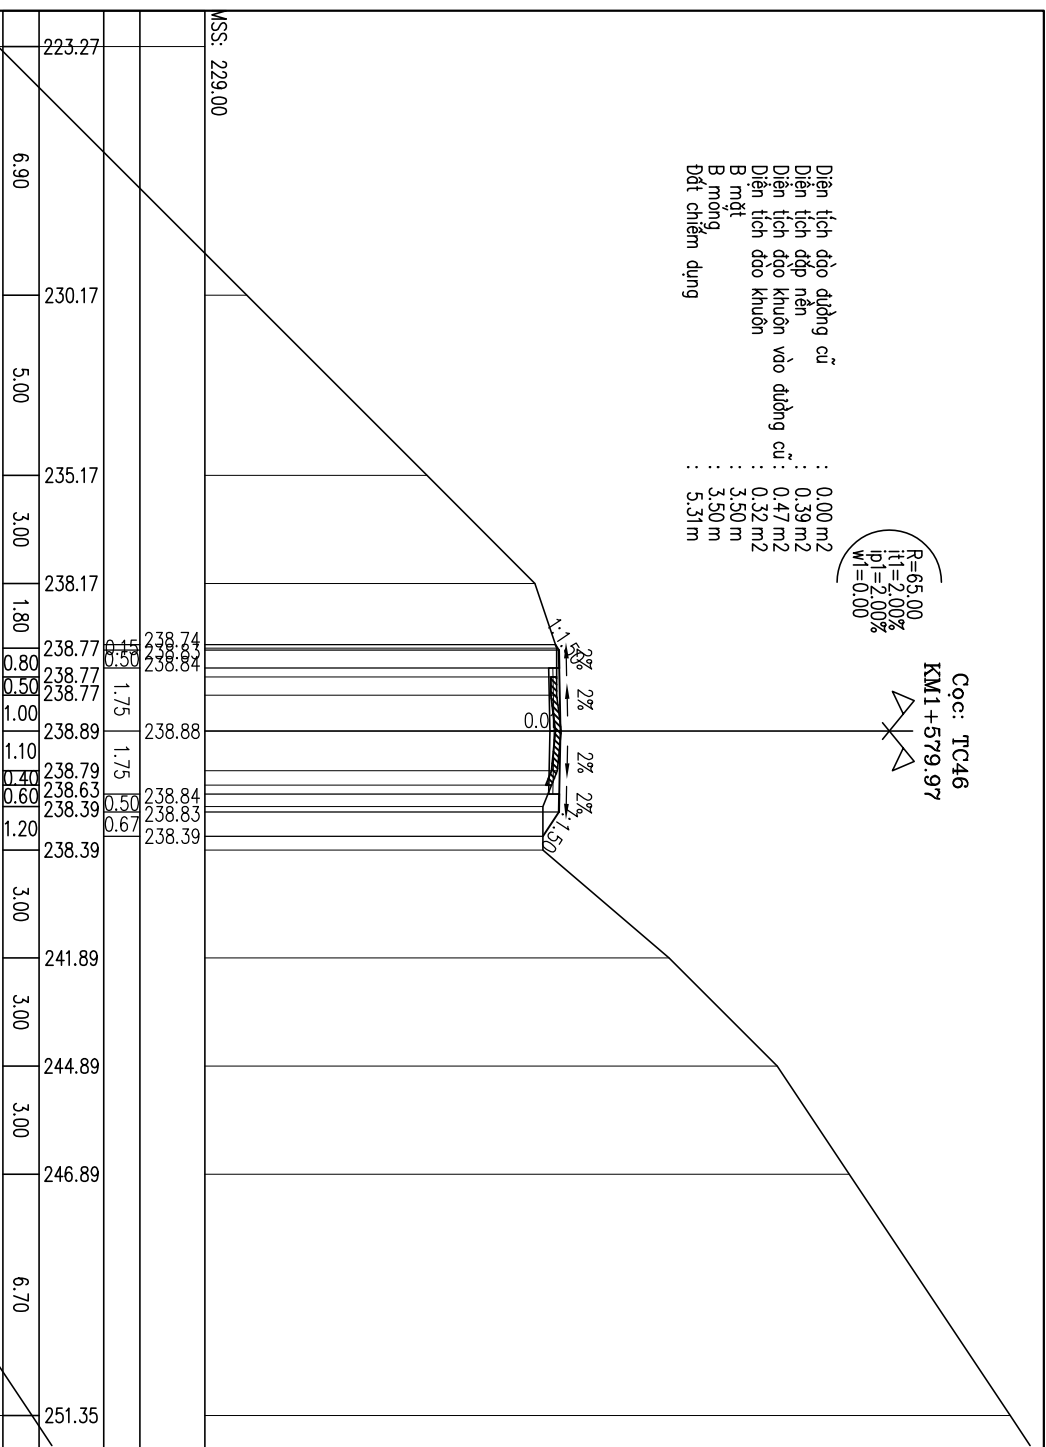 Cọc: TC46
KM1+579.97
R=65.00
it1=2.00%
ip1=2.00%
w1=0.00
Diện tích đào đường cũ : 0.00 m2
Diện tích đắp nền : 0.39 m2
Diện tích đào khuôn vào đường cũ : 0.47 m2
Diện tích đào khuôn : 0.32 m2
B mặt : 3.50 m
B móng : 3.50 m
Đất chiếm dụng : 5.31 m
2% 2% 2% 2%
1:1.50 1:1.50
0.0
MSS: 229.00
238.74 238.83 238.84 238.88 238.84 238.83 238.39
0.15 0.50 1.75 1.75 0.50 0.67
223.27 230.17 235.17 238.17 238.77 238.77 238.77 238.89 238.79 238.63 238.39 238.39 241.89 244.89 246.89 251.35
6.90 5.00 3.00 1.80 0.80 0.50 1.00 1.10 0.40 0.60 1.20 3.00 3.00 3.00 6.70